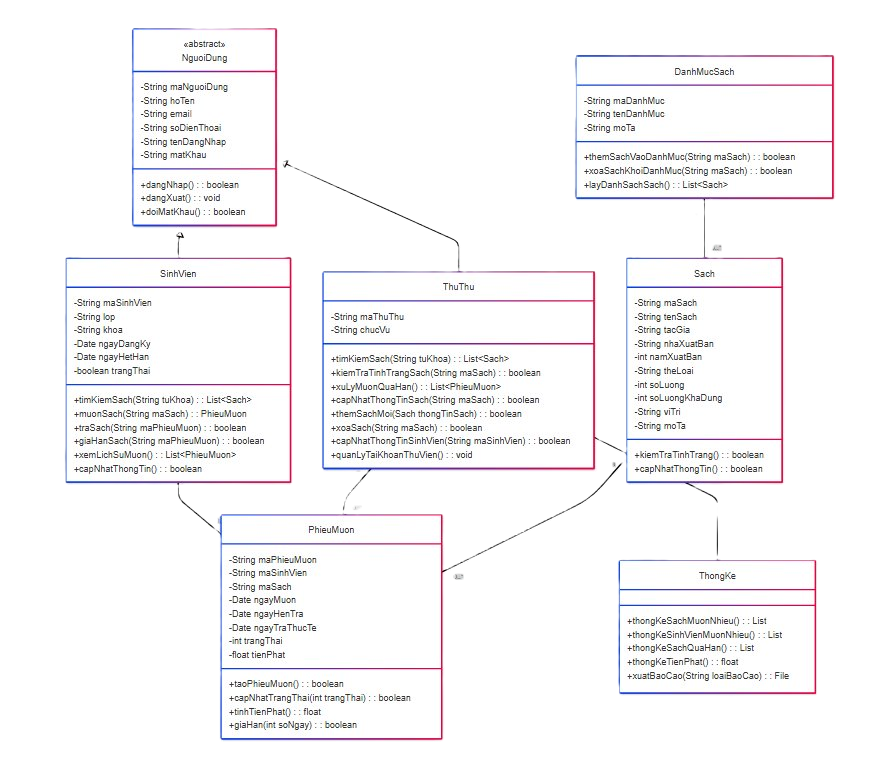 «abstract»
NguoiDung
-String maNguoiDung
-String hoTen
-String email
-String soDienThoai
-String tenDangNhap
-String matKhau
+dangNhap() : : boolean
+dangXuat() : : void
+doiMatKhau() : : boolean
DanhMucSach
-String maDanhMuc
-String tenDanhMuc
-String moTa
+themSachVaoDanhMuc(String maSach) : : boolean
+xoaSachKhoiDanhMuc(String maSach) : : boolean
+layDanhSachSach() : : List<Sach>
SinhVien
-String maSinhVien
-String lop
-String khoa
-Date ngayDangKy
-Date ngayHetHan
-boolean trangThai
+timKiemSach(String tuKhoa) : : List<Sach>
+muonSach(String maSach) : : PhieuMuon
+traSach(String maPhieuMuon) : : boolean
+giaHanSach(String maPhieuMuon) : : boolean
+xemLichSuMuon() : : List<PhieuMuon>
+capNhatThongTin() : : boolean
ThuThu
-String maThuThu
-String chucVu
+timKiemSach(String tuKhoa) : : List<Sach>
+kiemTraTinhTrangSach(String maSach) : : boolean
+xuLyMuonQuaHan() : : List<PhieuMuon>
+capNhatThongTinSach(String maSach) : : boolean
+themSachMoi(Sach thongTinSach) : : boolean
+xoaSach(String maSach) : : boolean
+capNhatThongTinSinhVien(String maSinhVien) : : boolean
+quanLyTaiKhoanThuVien() : : void
Sach
-String maSach
-String tenSach
-String tacGia
-String nhaXuatBan
-int namXuatBan
-String theLoai
-int soLuong
-int soLuongKhaDung
-String viTri
-String moTa
+kiemTraTinhTrang() : : boolean
+capNhatThongTin() : : boolean
PhieuMuon
-String maPhieuMuon
-String maSinhVien
-String maSach
-Date ngayMuon
-Date ngayHenTra
-Date ngayTraThucTe
-int trangThai
-float tienPhat
+taoPhieuMuon() : : boolean
+capNhatTrangThai(int trangThai) : : boolean
+tinhTienPhat() : : float
+giaHan(int soNgay) : : boolean
ThongKe
+thongKeSachMuonNhieu() : : List
+thongKeSinhVienMuonNhieu() : : List
+thongKeSachQuaHan() : : List
+thongKeTienPhat() : : float
+xuatBaoCao(String loaiBaoCao) : : File